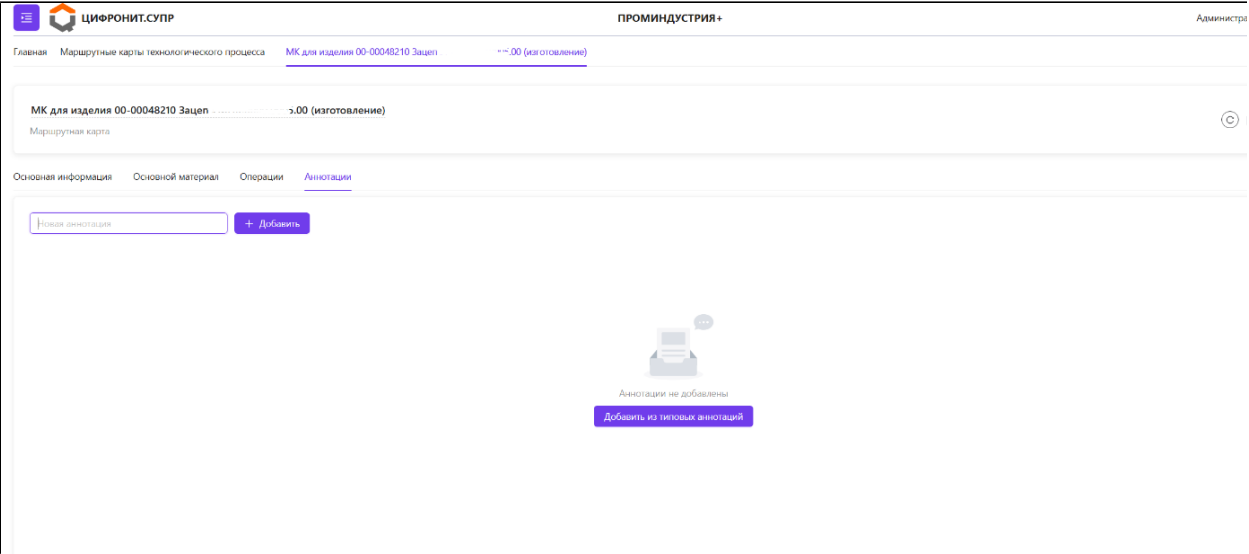 ЦИФРОНИТ.СУПР ПРОМИНДУСТРИЯ+ Администра
Главная Маршрутные карты технологического процесса МК для изделия 00-00048210 Зацеп .00 (изготовление)
МК для изделия 00-00048210 Зацеп .00 (изготовление)
Маршрутная карта
Основная информация Основной материал Операции Аннотации
Новая аннотация + Добавить
Аннотации не добавлены
Добавить из типовых аннотаций